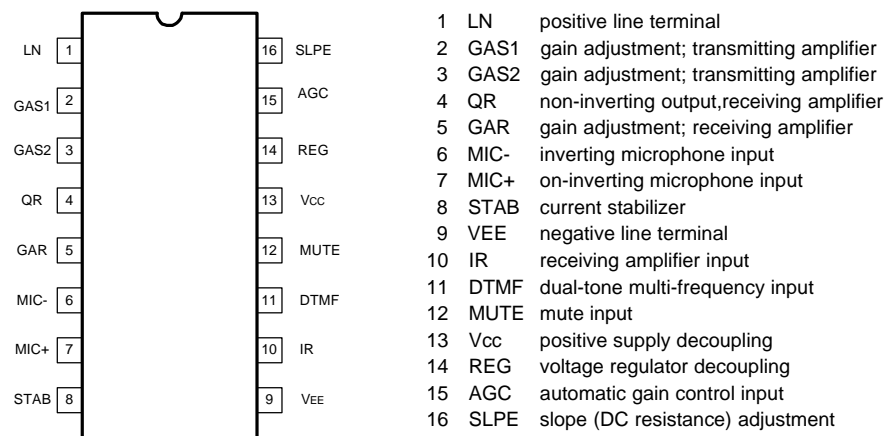 LN 1
GAS1 2
GAS2 3
QR 4
GAR 5
MIC- 6
MIC+ 7
STAB 8
16 SLPE
15 AGC
14 REG
13 Vcc
12 MUTE
11 DTMF
10 IR
9 VEE
1 LN positive line terminal
2 GAS1 gain adjustment; transmitting amplifier
3 GAS2 gain adjustment; transmitting amplifier
4 QR non-inverting output,receiving amplifier
5 GAR gain adjustment; receiving amplifier
6 MIC- inverting microphone input
7 MIC+ on-inverting microphone input
8 STAB current stabilizer
9 VEE negative line terminal
10 IR receiving amplifier input
11 DTMF dual-tone multi-frequency input
12 MUTE mute input
13 Vcc positive supply decoupling
14 REG voltage regulator decoupling
15 AGC automatic gain control input
16 SLPE slope (DC resistance) adjustment